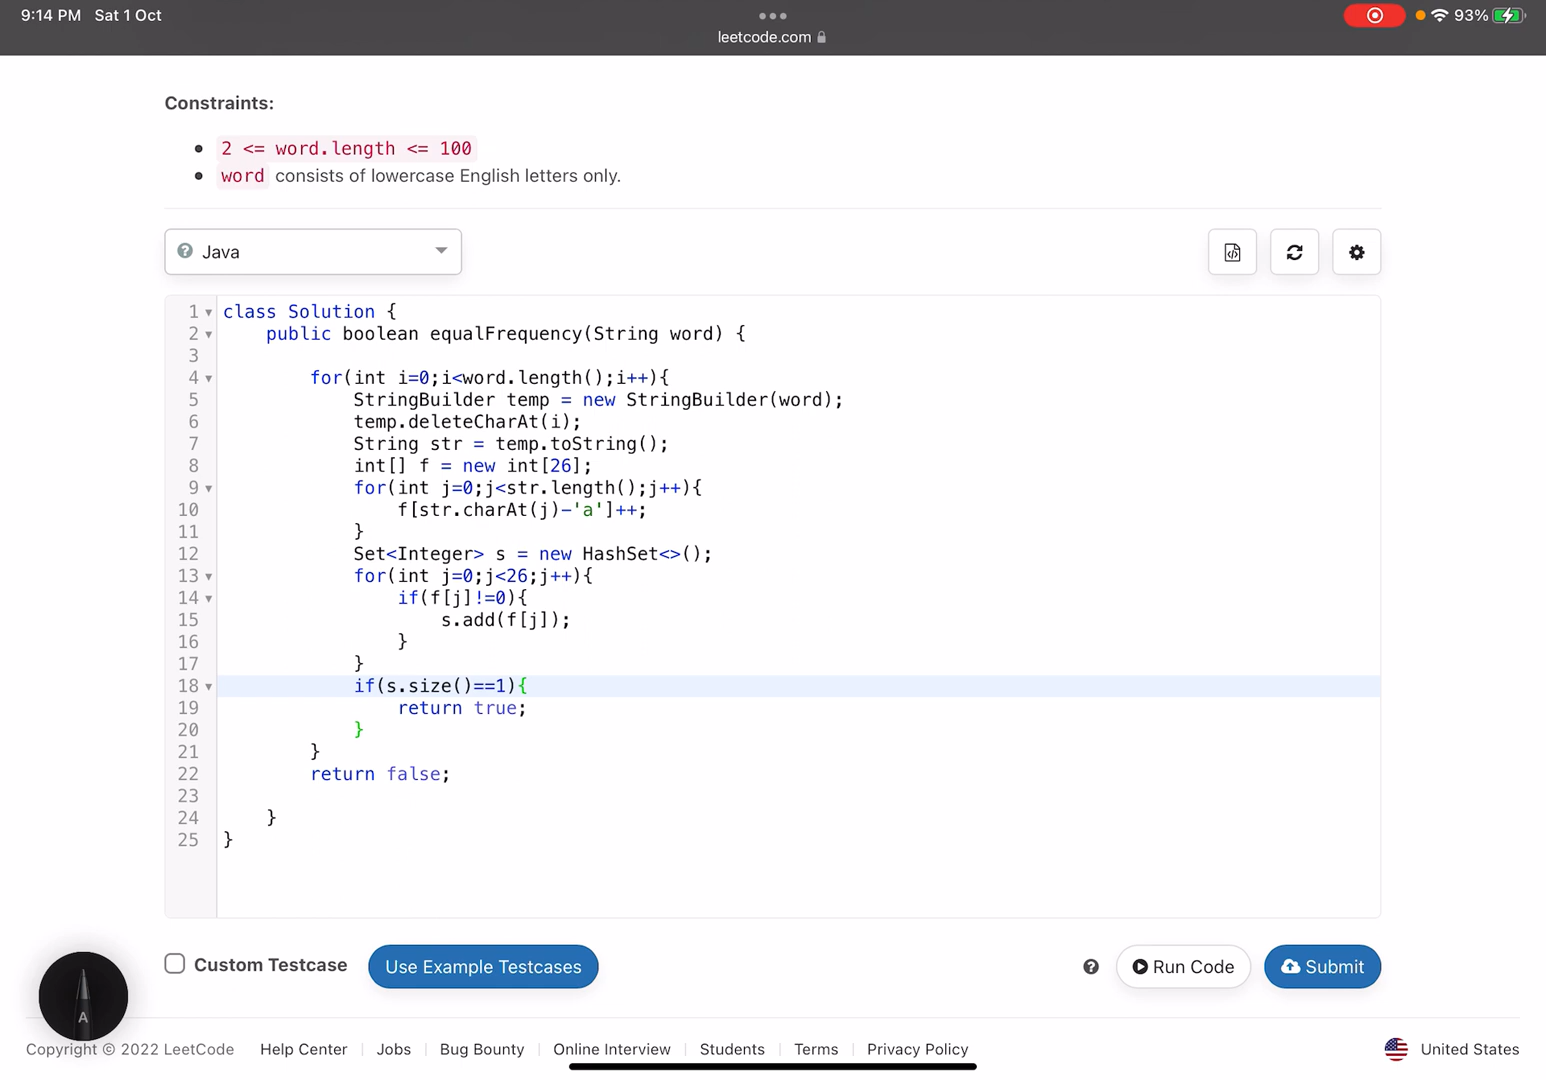 9:14 PM Sat 1 Oct
leetcode.com
93%
Constraints:
2 <= word.length <= 100
word consists of lowercase English letters only.
Java
1 class Solution {
2 public boolean equalFrequency(String word) {
3
4 for(int i=0;i<word.length();i++){
5 StringBuilder temp = new StringBuilder(word);
6 temp.deleteCharAt(i);
7 String str = temp.toString();
8 int[] f = new int[26];
9 for(int j=0;j<str.length();j++){
10 f[str.charAt(j)-'a']++;
11 }
12 Set<Integer> s = new HashSet<>();
13 for(int j=0;j<26;j++){
14 if(f[j]!=0){
15 s.add(f[j]);
16 }
17 }
18 if(s.size()==1){
19 return true;
20 }
21 }
22 return false;
23
24 }
25 }
Custom Testcase Use Example Testcases Run Code Submit
A
Copyright © 2022 LeetCode Help Center Jobs Bug Bounty Online Interview Students Terms Privacy Policy United States